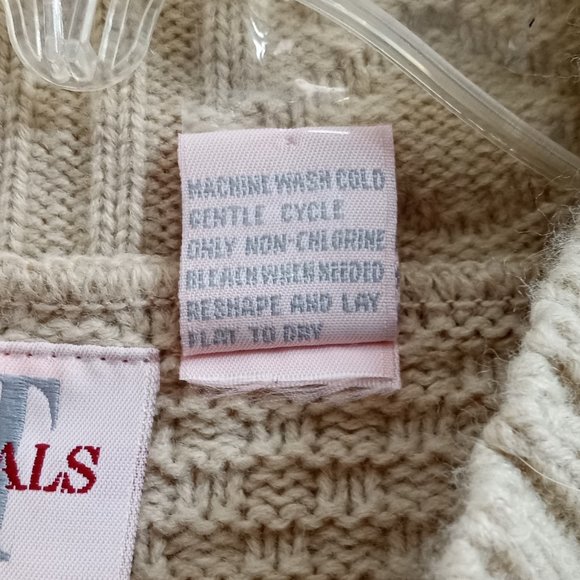 MACHINE WASH COLD
GENTLE CYCLE
ONLY NON-CHLORINE
BLEACH WHEN NEEDED
RESHAPE AND LAY
FLAT TO DRY
T
ALS